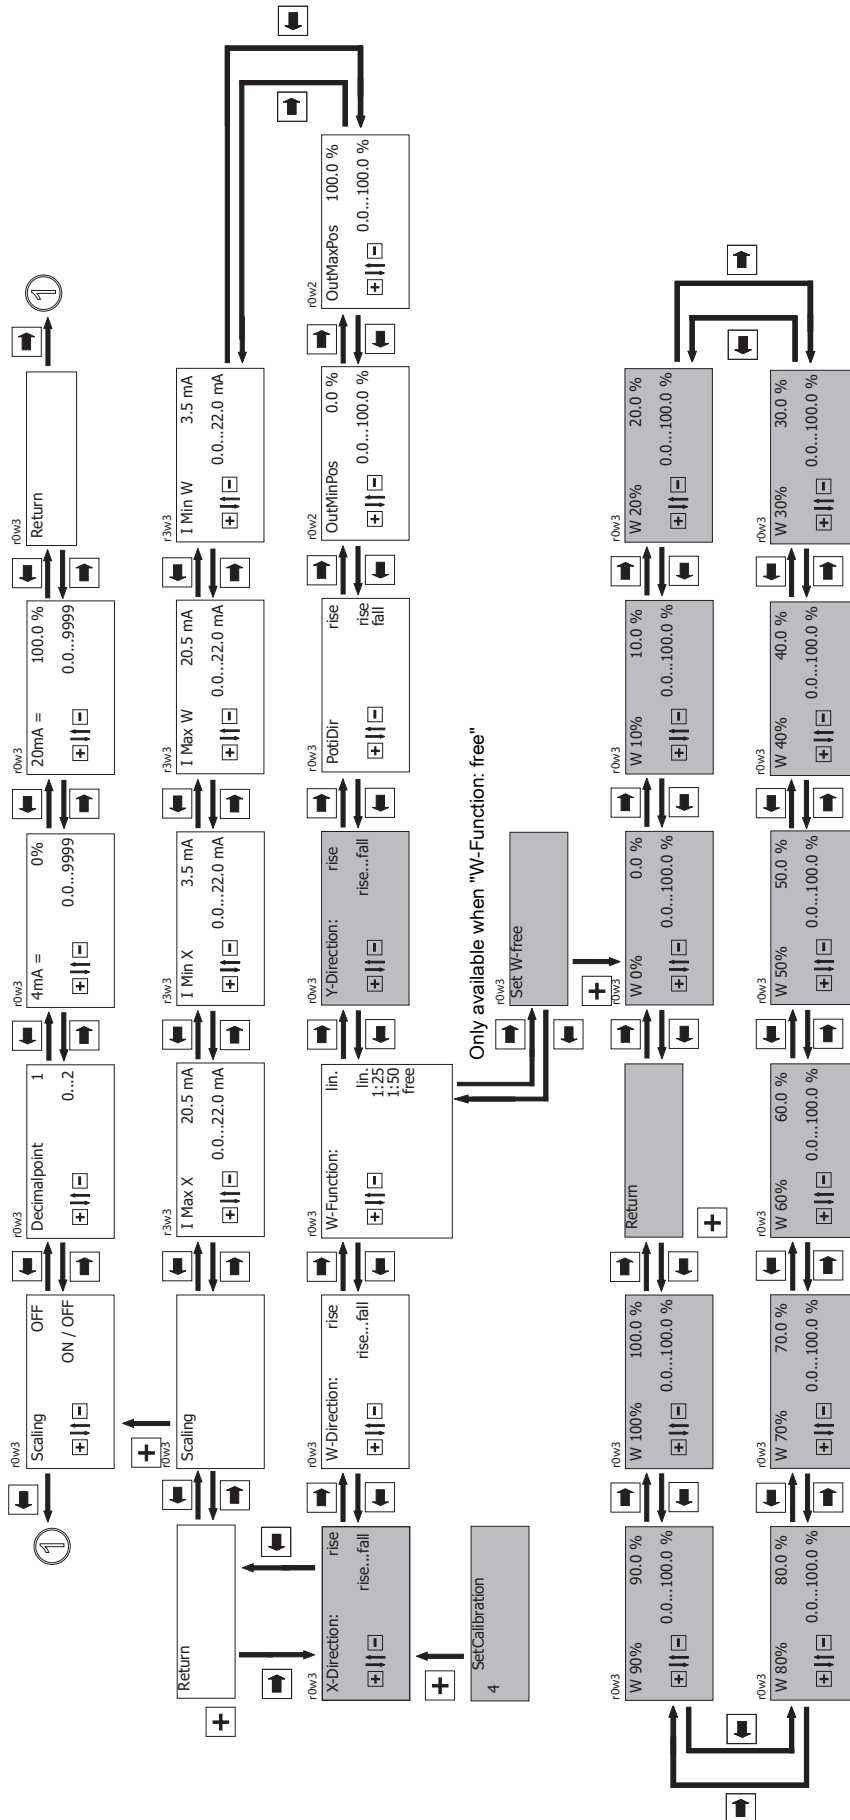 r0w3
Scaling OFF
ON / OFF
r0w3
Decimalpoint 1
0...2
r0w3
4mA = 0%
0.0...9999
r0w3
20mA = 100.0 %
0.0...9999
r0w3
Return
1
1
Return
r0w3
Scaling
r3w3
I Max X 20.5 mA
0.0...22.0 mA
r3w3
I Min X 3.5 mA
0.0...22.0 mA
r3w3
I Max W 20.5 mA
0.0...22.0 mA
r3w3
I Min W 3.5 mA
0.0...22.0 mA
r0w3
X-Direction: rise
rise...fall
r0w3
W-Direction: rise
rise...fall
r0w3
W-Function: lin.
lin.
1:25
1:50
free
r0w3
Y-Direction: rise
rise...fall
r0w3
PotiDir rise
rise
fall
r0w2
OutMinPos 0.0 %
0.0...100.0 %
r0w2
OutMaxPos 100.0 %
0.0...100.0 %
SetCalibration
4
Only available when "W-Function: free"
r0w3
Set W-free
r0w3
W 90% 90.0 %
0.0...100.0 %
r0w3
W 100% 100.0 %
0.0...100.0 %
Return
r0w3
W 0% 0.0 %
0.0...100.0 %
r0w3
W 10% 10.0 %
0.0...100.0 %
r0w3
W 20% 20.0 %
0.0...100.0 %
r0w3
W 80% 80.0 %
0.0...100.0 %
r0w3
W 70% 70.0 %
0.0...100.0 %
r0w3
W 60% 60.0 %
0.0...100.0 %
r0w3
W 50% 50.0 %
0.0...100.0 %
r0w3
W 40% 40.0 %
0.0...100.0 %
r0w3
W 30% 30.0 %
0.0...100.0 %